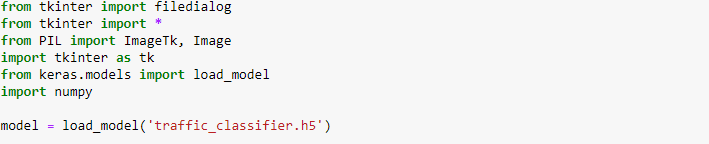 from tkinter import filedialog
from tkinter import *
from PIL import ImageTk, Image
import tkinter as tk
from keras.models import load_model
import numpy
model = load_model('traffic_classifier.h5')